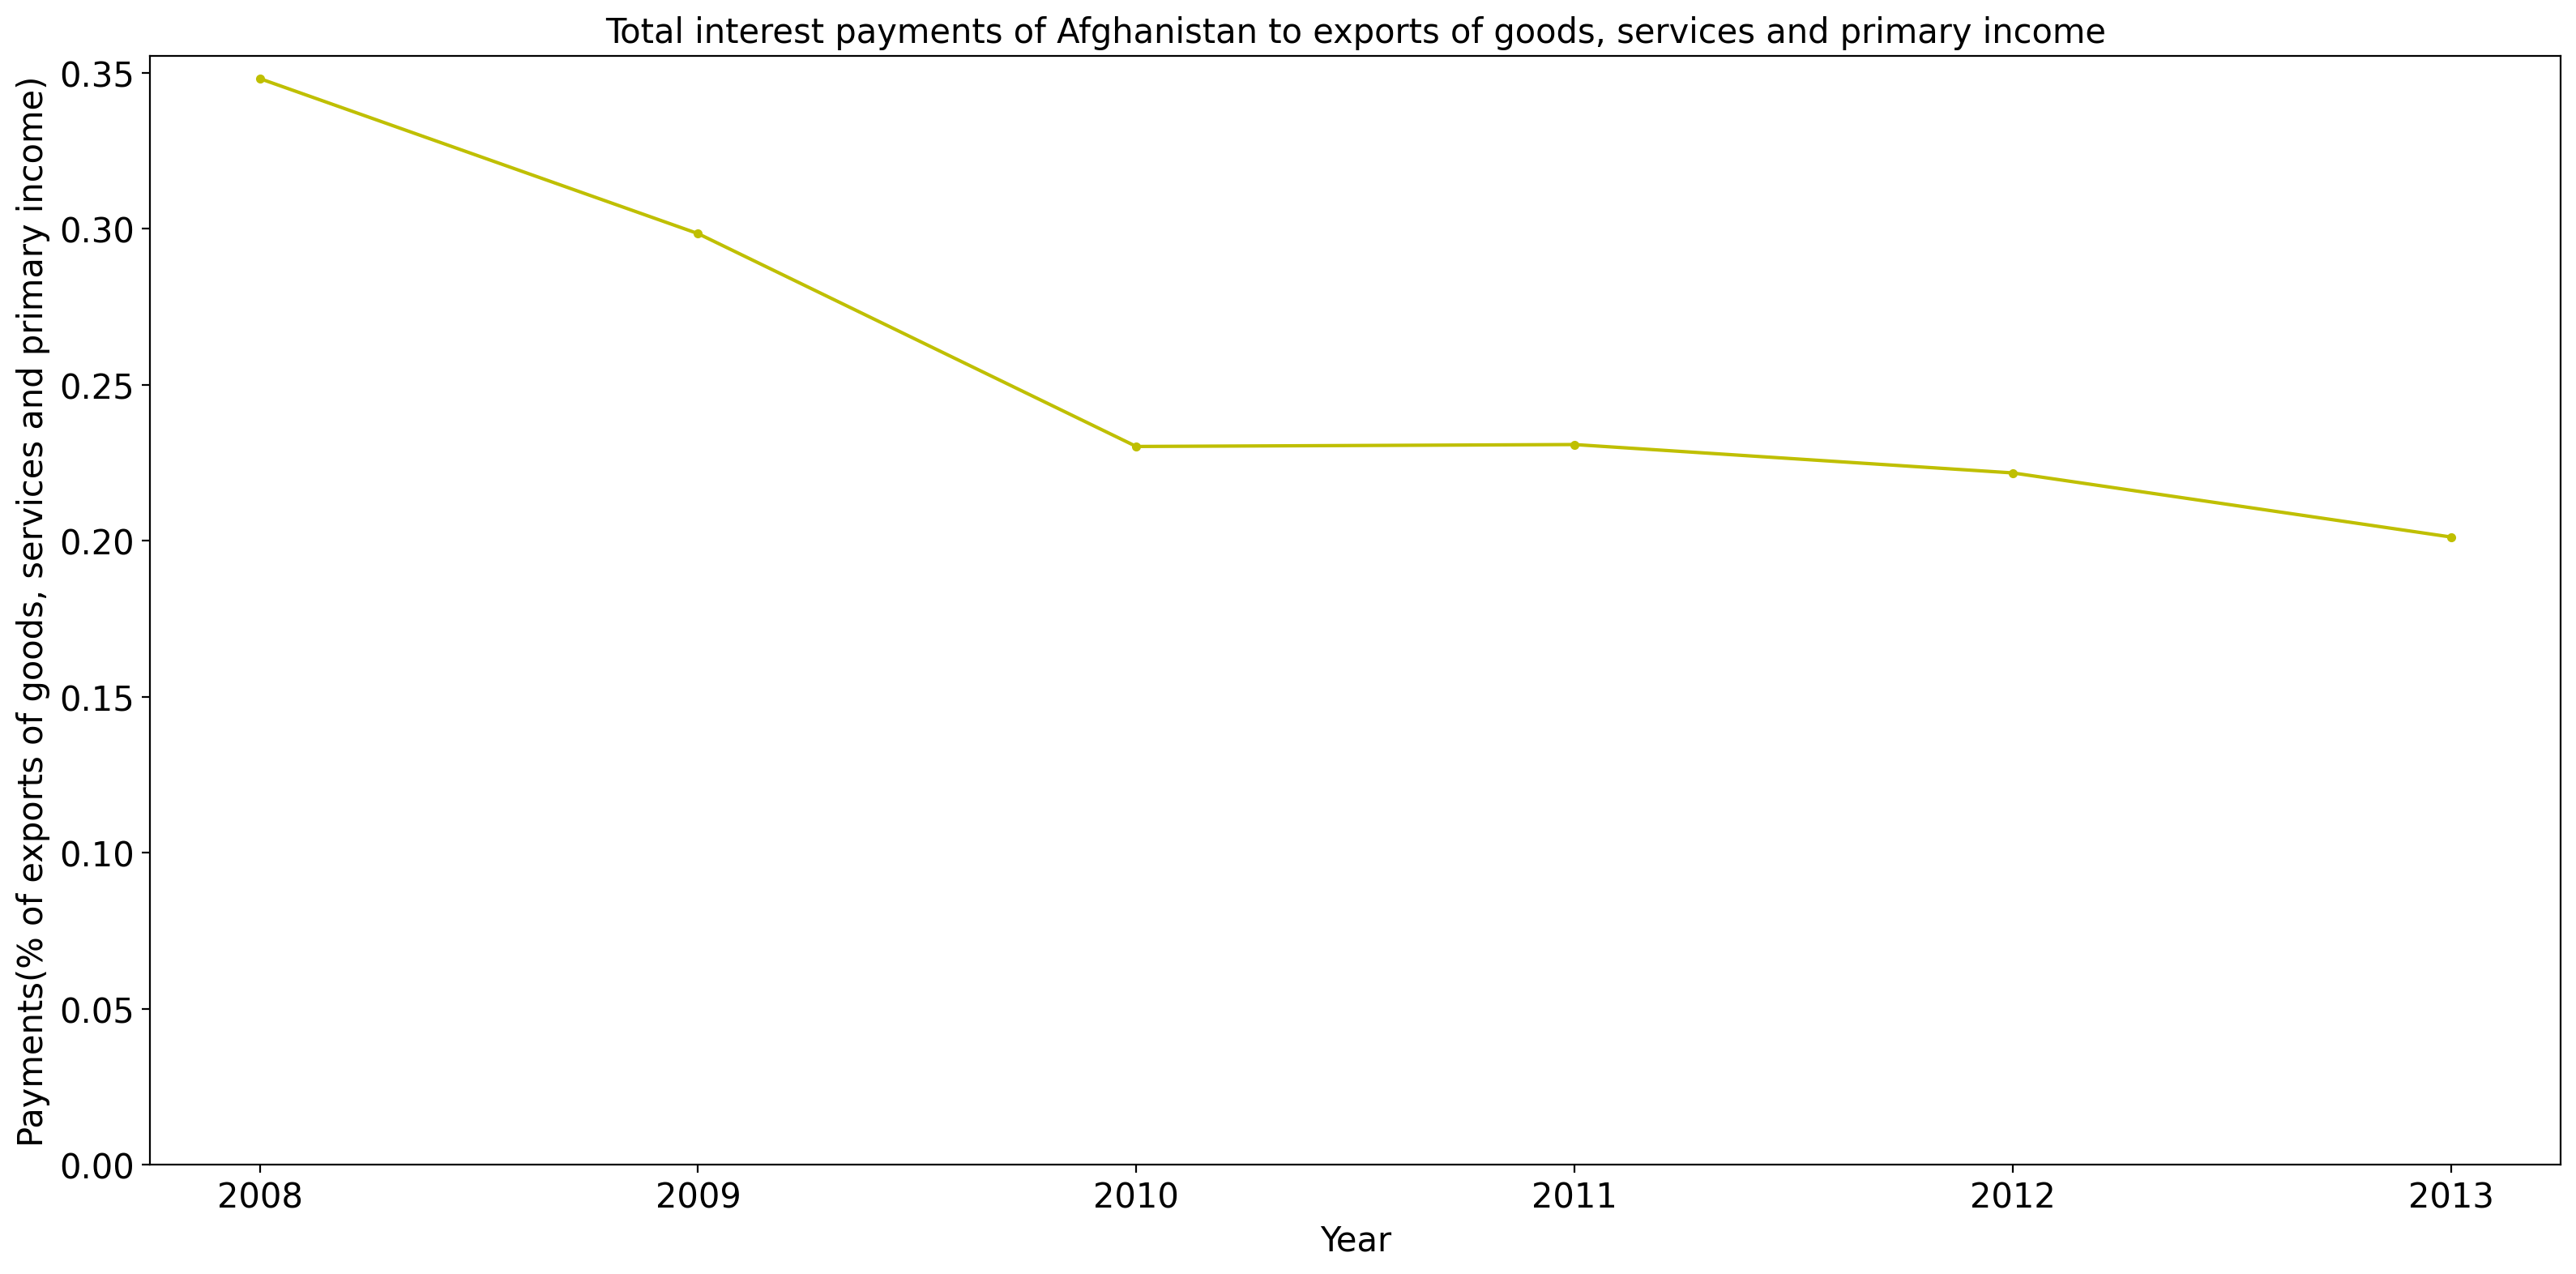 Total interest payments of Afghanistan to exports of goods, services and primary income
Payments(% of exports of goods, services and primary income)
0.35
0.30
0.25
0.20
0.15
0.10
0.05
0.00
2008 2009 2010 2011 2012 2013
Year